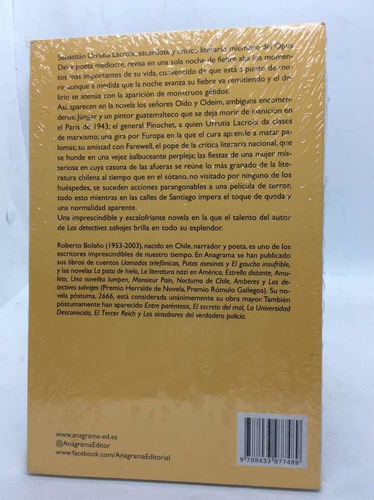 Sebastián Urrutia Lacroix, sacerdote y crítico literario, miembro del Opus
Dei y poeta mediocre, revisa en una sola noche de fiebre alta los momen-
tos más importantes de su vida, convencido de que está a punto de mo-
rir, aunque a medida que la noche avanza su fiebre va remitiendo y el de-
lirio se atenúa con la aparición de monstruos gélidos.
Así, aparecen en la novela los señores Oido y Odeim, ambiguos encomen-
deros; Jünger y un pintor guatemalteco que se deja morir de inanición en
el París de 1943; el general Pinochet, a quien Urrutia Lacroix da clases
de marxismo; una gira por Europa en la que el cura aprende a matar pa-
lomas; su amistad con Farewell, el pope de la crítica literaria nacional, que
se hunde en una vejez balbuceante perpleja; las fiestas de una mujer mis-
teriosa en cuya casona de las afueras se reúne lo más granado de la lite-
ratura chilena al tiempo que en el sótano, no visitado por ninguno de los
huéspedes, se suceden acciones parangonables a una película de terror,
todo esto mientras en las calles de Santiago impera el toque de queda y
una normalidad aparente.
Una imprescindible y escalofriante novela en la que el talento del autor
de Los detectives salvajes brilla en todo su esplendor.
Roberto Bolaño (1953-2003), nacido en Chile, narrador y poeta, es uno de los
escritores imprescindibles de nuestro tiempo. En Anagrama se han publicado
sus libros de cuentos Llamadas telefónicas, Putas asesinas y El gaucho insufrible,
y las novelas La pista de hielo, La literatura nazi en América, Estrella distante, Amu-
leto, Una novelita lumpen, Monsieur Pain, Nocturno de Chile, Amberes y Los de-
tectives salvajes (Premio Herralde de Novela, Premio Rómulo Gallegos). Su no-
vela póstuma, 2666, está considerada unánimemente su obra mayor. También
póstumamente han aparecido Entre paréntesis, El secreto del mal, La Universidad
Desconocida, El Tercer Reich y Los sinsabores del verdadero policía.
www.anagrama-ed.es
@AnagramaEditor
www.facebook.com/AnagramaEditorial
9 788433 977489